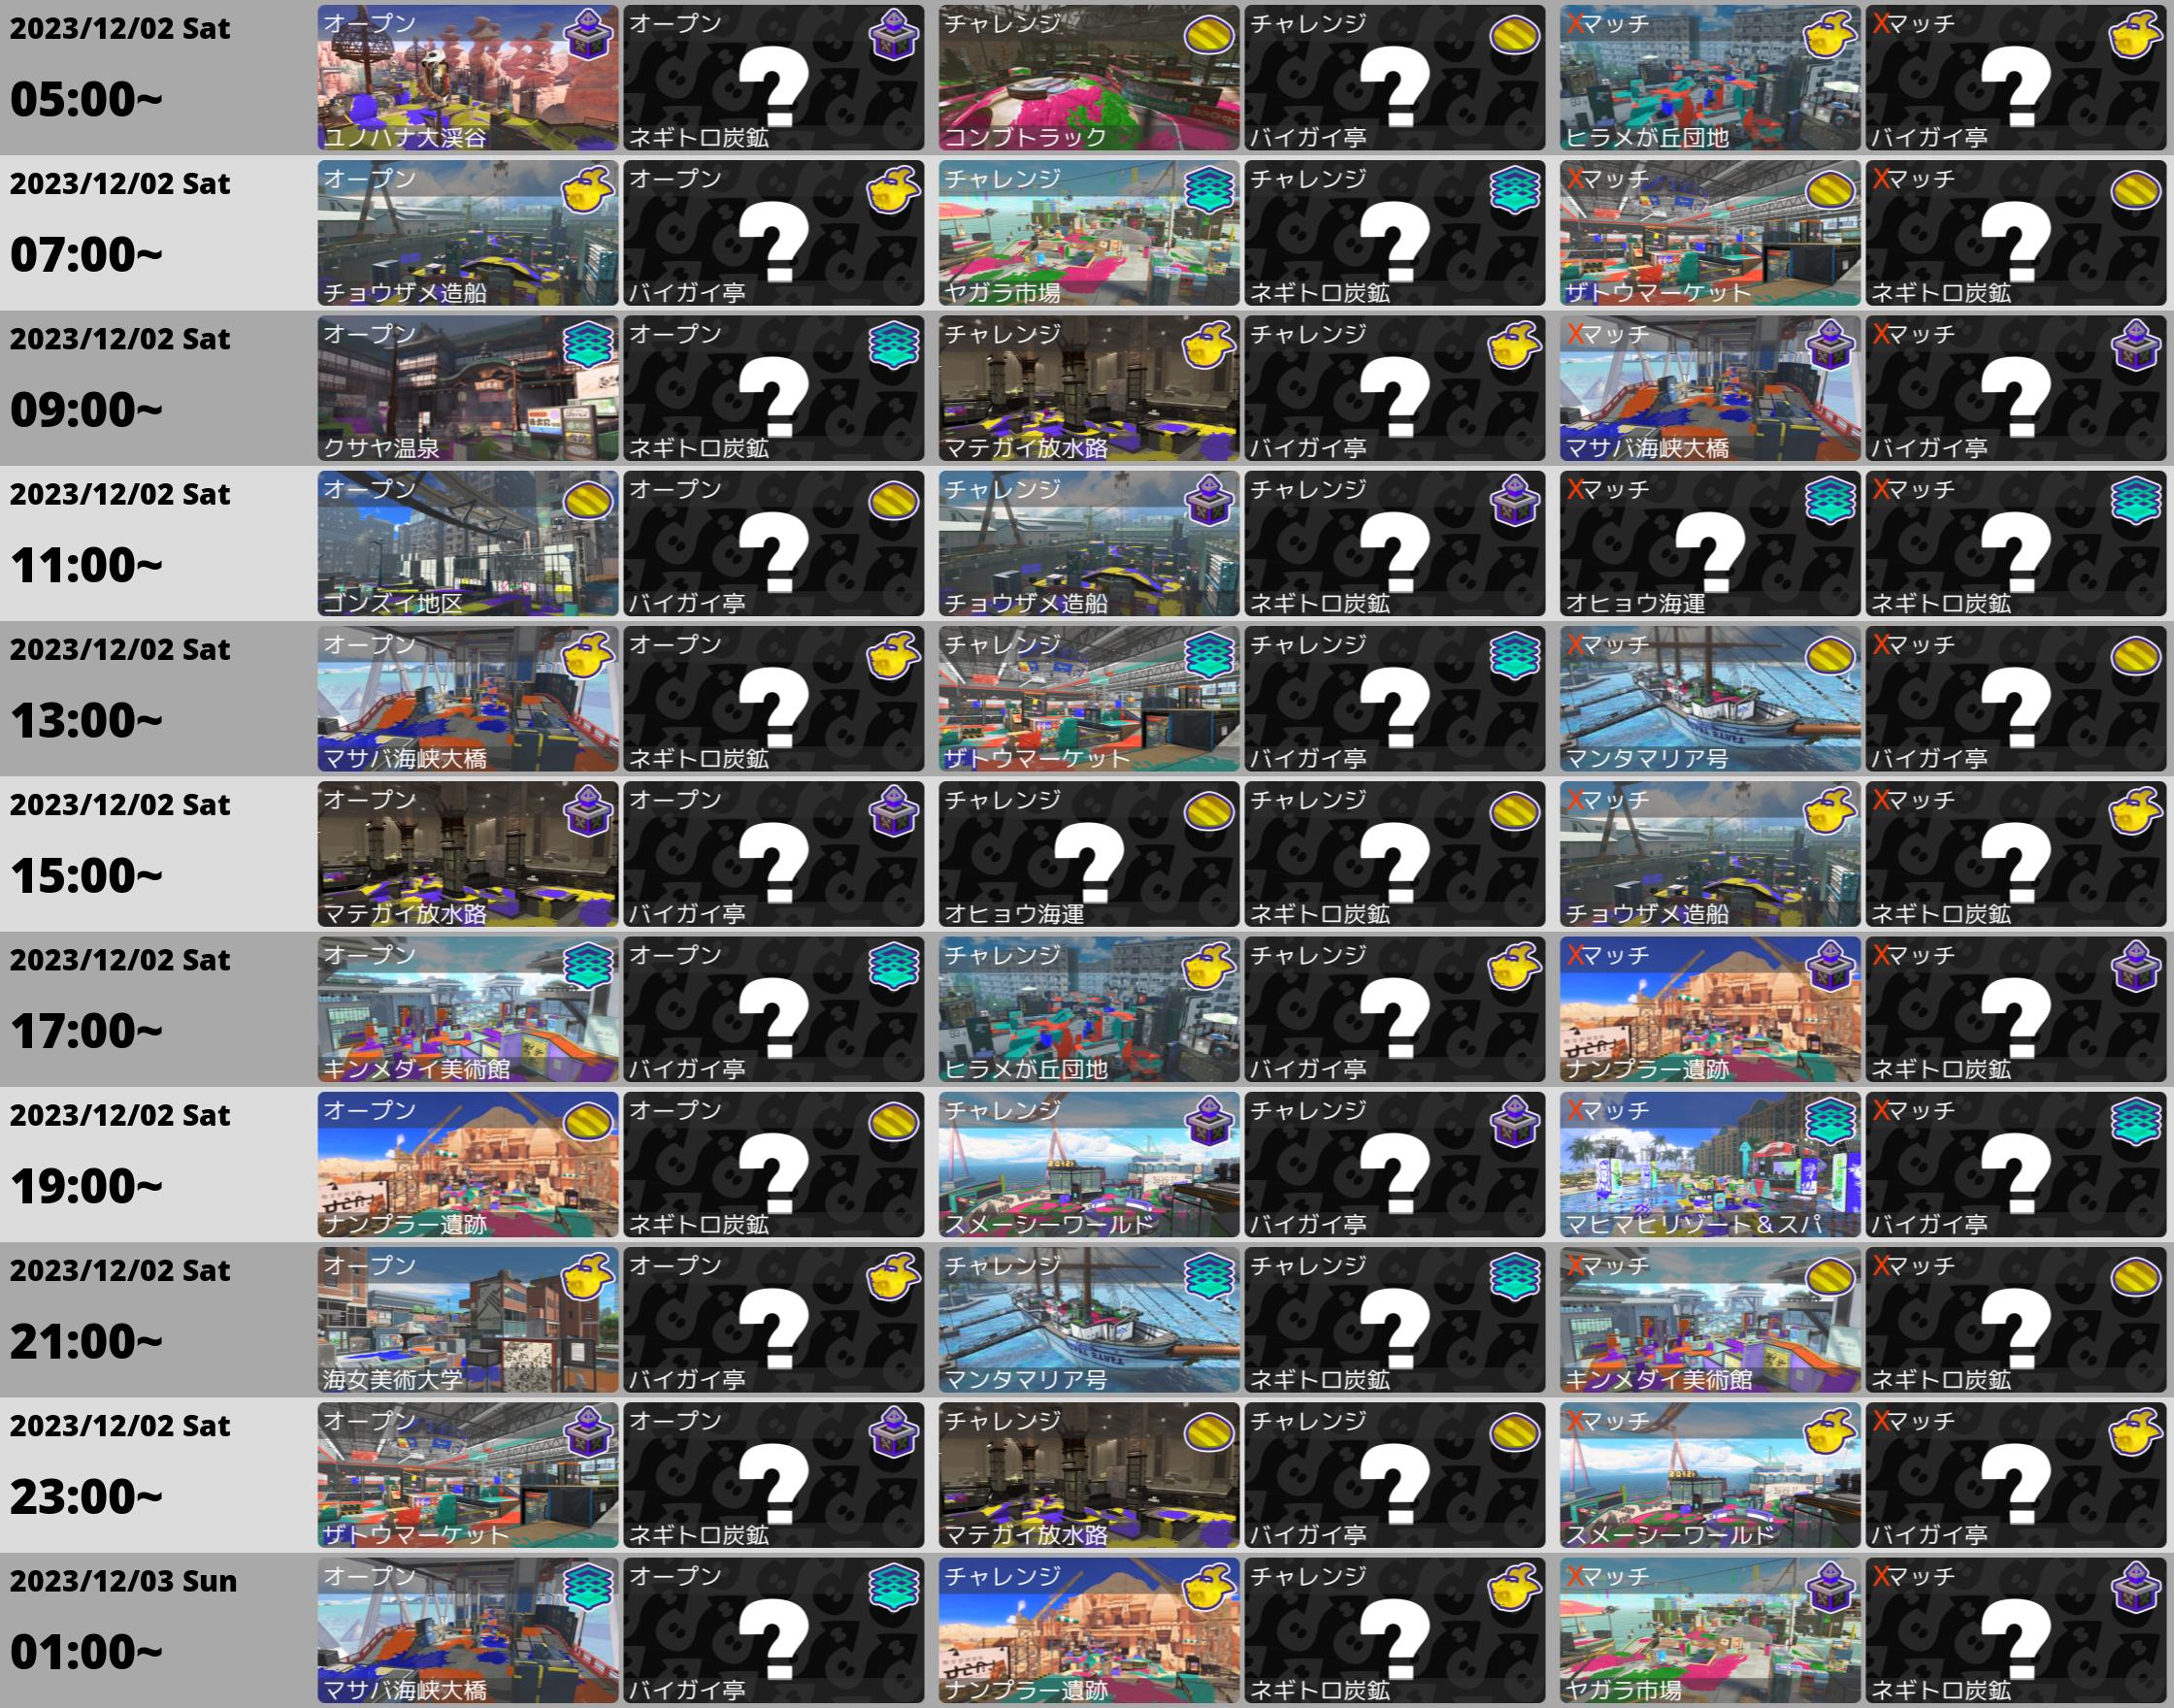 2023/12/02 Sat
05:00~
オープン
ユノハナ大渓谷
オープン
ネギトロ炭鉱
チャレンジ
コンブトラック
チャレンジ
バイガイ亭
Xマッチ
ヒラメが丘団地
Xマッチ
バイガイ亭
2023/12/02 Sat
07:00~
オープン
チョウザメ造船
オープン
バイガイ亭
チャレンジ
ヤガラ市場
チャレンジ
ネギトロ炭鉱
Xマッチ
ザトウマーケット
Xマッチ
ネギトロ炭鉱
2023/12/02 Sat
09:00~
オープン
クサヤ温泉
オープン
ネギトロ炭鉱
チャレンジ
マテガイ放水路
チャレンジ
バイガイ亭
Xマッチ
マサバ海峡大橋
Xマッチ
バイガイ亭
2023/12/02 Sat
11:00~
オープン
ゴンズイ地区
オープン
バイガイ亭
チャレンジ
チョウザメ造船
チャレンジ
ネギトロ炭鉱
Xマッチ
オヒョウ海運
Xマッチ
ネギトロ炭鉱
2023/12/02 Sat
13:00~
オープン
マサバ海峡大橋
オープン
ネギトロ炭鉱
チャレンジ
ザトウマーケット
チャレンジ
バイガイ亭
Xマッチ
マンタマリア号
Xマッチ
バイガイ亭
2023/12/02 Sat
15:00~
オープン
マテガイ放水路
オープン
バイガイ亭
チャレンジ
オヒョウ海運
チャレンジ
ネギトロ炭鉱
Xマッチ
チョウザメ造船
Xマッチ
ネギトロ炭鉱
2023/12/02 Sat
17:00~
オープン
キンメダイ美術館
オープン
バイガイ亭
チャレンジ
ヒラメが丘団地
チャレンジ
バイガイ亭
Xマッチ
ナンプラー遺跡
Xマッチ
ネギトロ炭鉱
2023/12/02 Sat
19:00~
オープン
ナンプラー遺跡
オープン
ネギトロ炭鉱
チャレンジ
スメーシーワールド
チャレンジ
バイガイ亭
Xマッチ
マヒマヒリゾート＆スパ
Xマッチ
バイガイ亭
2023/12/02 Sat
21:00~
オープン
海女美術大学
オープン
バイガイ亭
チャレンジ
マンタマリア号
チャレンジ
ネギトロ炭鉱
Xマッチ
キンメダイ美術館
Xマッチ
ネギトロ炭鉱
2023/12/02 Sat
23:00~
オープン
ザトウマーケット
オープン
ネギトロ炭鉱
チャレンジ
マテガイ放水路
チャレンジ
バイガイ亭
Xマッチ
スメーシーワールド
Xマッチ
バイガイ亭
2023/12/03 Sun
01:00~
オープン
マサバ海峡大橋
オープン
バイガイ亭
チャレンジ
ナンプラー遺跡
チャレンジ
ネギトロ炭鉱
Xマッチ
ヤガラ市場
Xマッチ
ネギトロ炭鉱